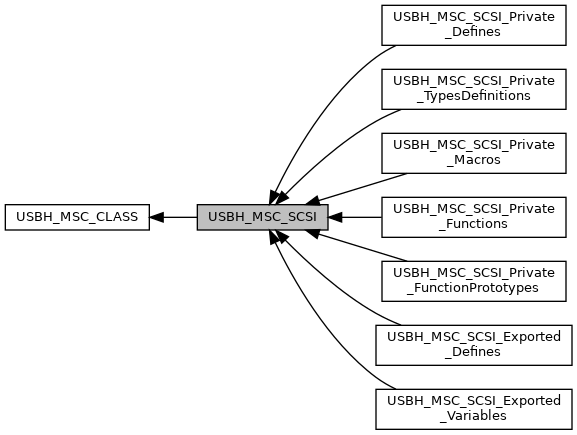 USBH_MSC_SCSI_Private
_Defines
USBH_MSC_SCSI_Private
_TypesDefinitions
USBH_MSC_SCSI_Private
_Macros
USBH_MSC_CLASS
USBH_MSC_SCSI
USBH_MSC_SCSI_Private
_Functions
USBH_MSC_SCSI_Private
_FunctionPrototypes
USBH_MSC_SCSI_Exported
_Defines
USBH_MSC_SCSI_Exported
_Variables